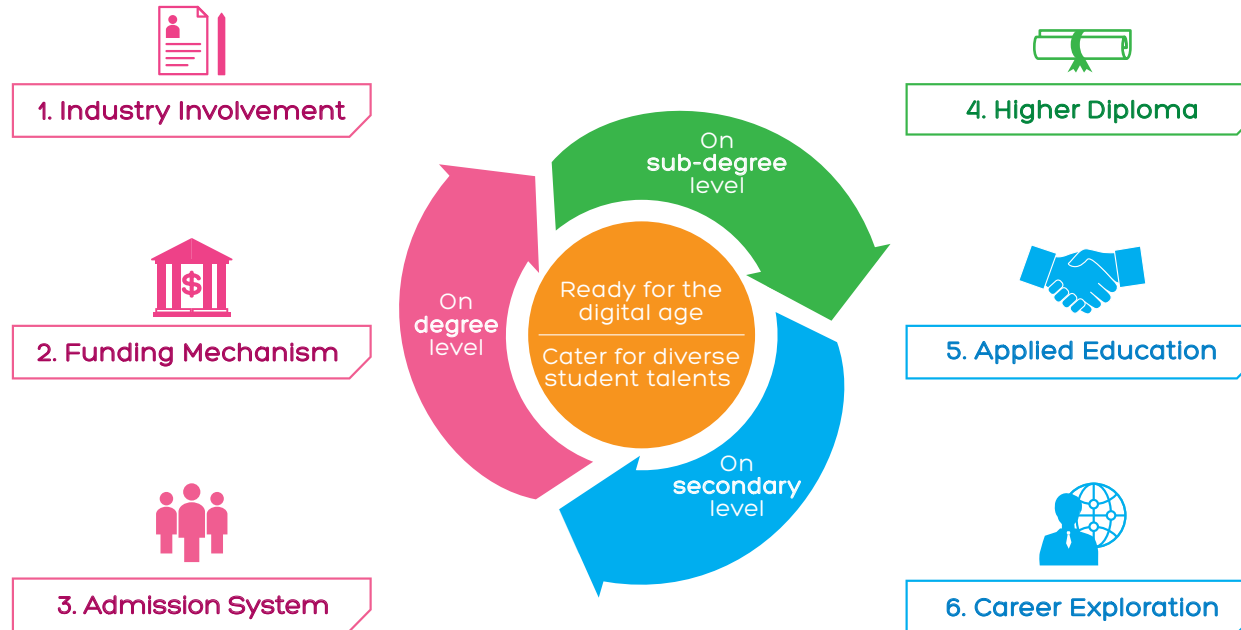 1. Industry Involvement
2. Funding Mechanism
$
3. Admission System
On
degree
level
On
sub-degree
level
Ready for the
digital age
Cater for diverse
student talents
On
secondary
level
4. Higher Diploma
5. Applied Education
6. Career Exploration